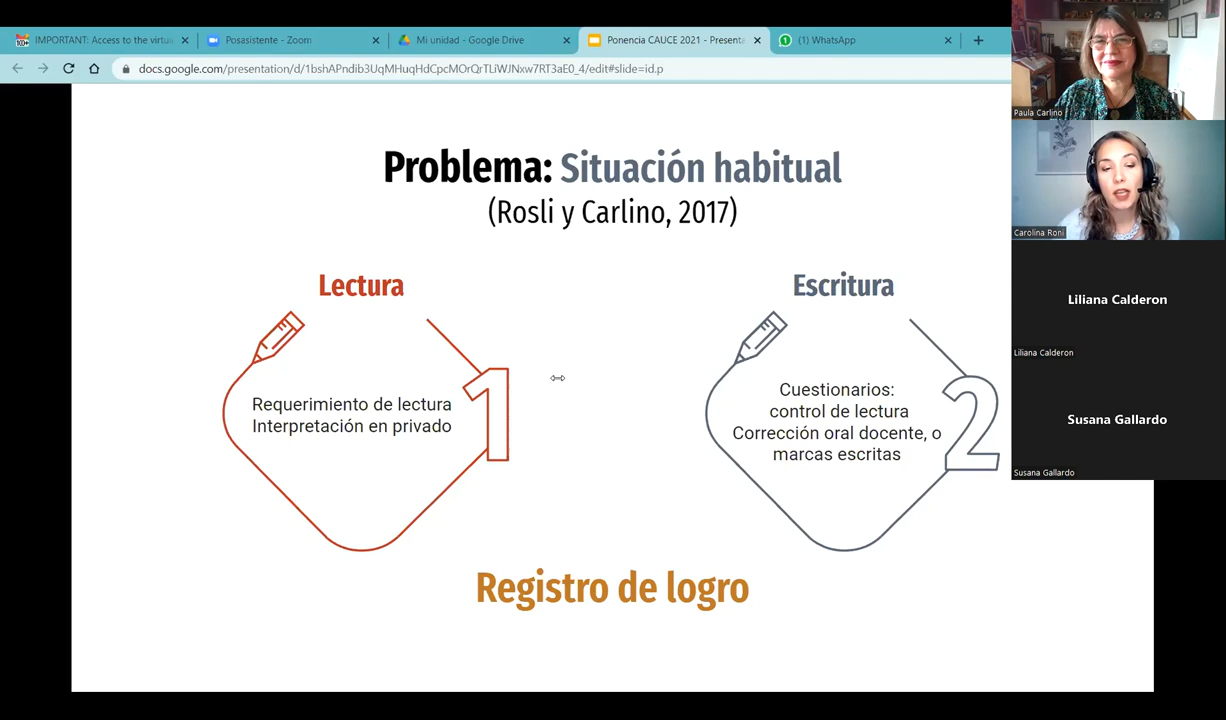 IMPORTANT: Access to the virtu
Posasistente - Zoom
Mi unidad - Google Drive
Ponencia CAUCE 2021 - Presenta
(1) WhatsApp
docs.google.com/presentation/d/1bshAPndib3UqMHuqHdCpcMOrQrTLiWJNxw7RT3aE0_4/edit#slide=id.p
Problema: Situación habitual
(Rosli y Carlino, 2017)
Lectura
Requerimiento de lectura
Interpretación en privado
1
Escritura
Cuestionarios:
control de lectura
Corrección oral docente, o
marcas escritas
2
Registro de logro
Paula Carlino
Carolina Roni
Liliana Calderon
Liliana Calderon
Susana Gallardo
Susana Gallardo